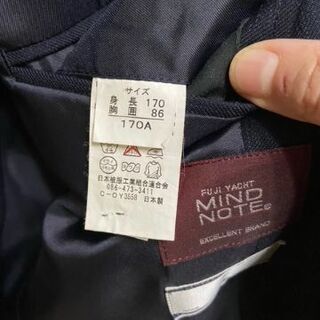 サイズ
身長 170
胸囲 86
170A
日本被服工業組合連合会
086-473-3411
C-OY3558 日本製
FUJI YACHT
MIND
NOTE®
EXCELLENT BRAND